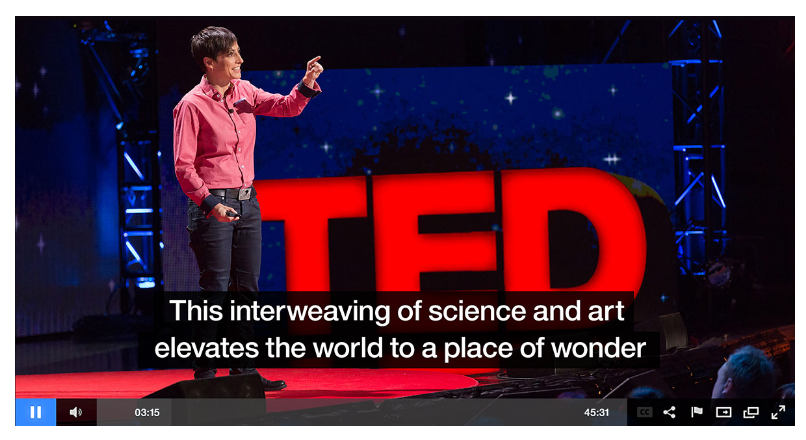 TED
This interweaving of science and art
elevates the world to a place of wonder
03:15
45:31
CC